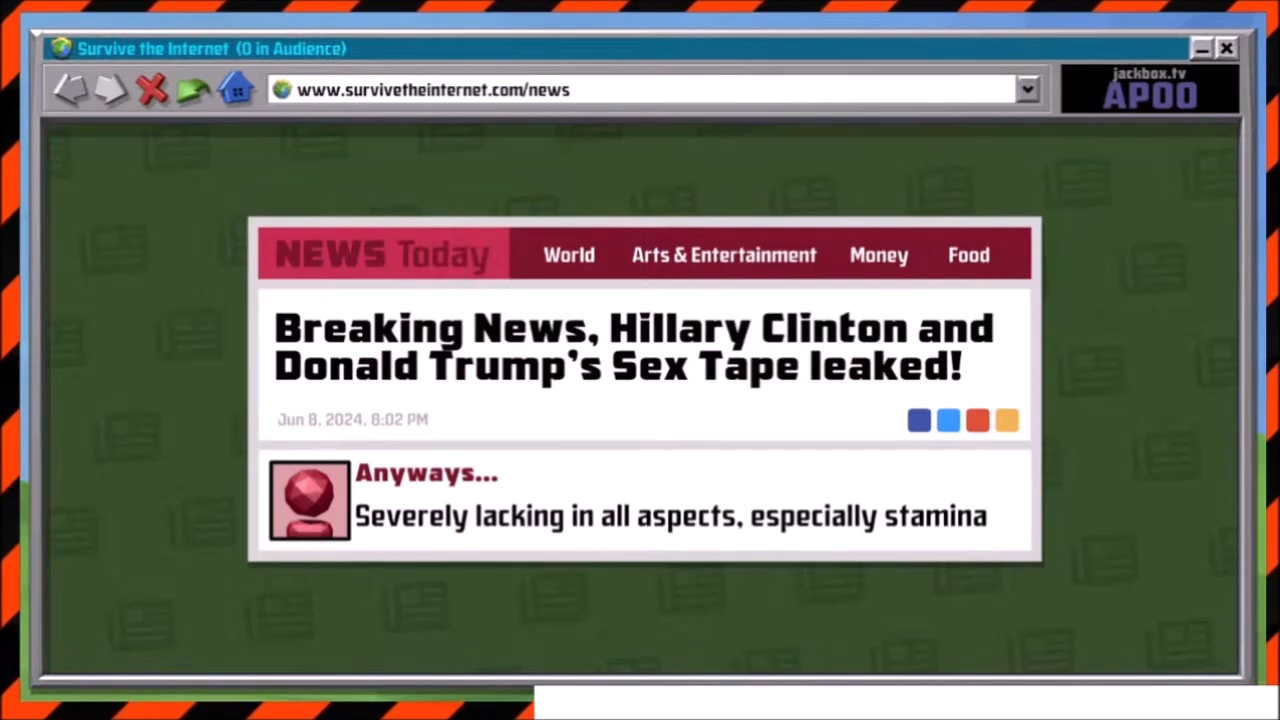 Survive the Internet (0 in Audience)
www.survivetheinternet.com/news
jackbox.tv
APOO
NEWS Today World Arts & Entertainment Money Food
Breaking News, Hillary Clinton and
Donald Trump's Sex Tape leaked!
Jun 8, 2024, 8:02 PM
Anyways...
Severely lacking in all aspects, especially stamina